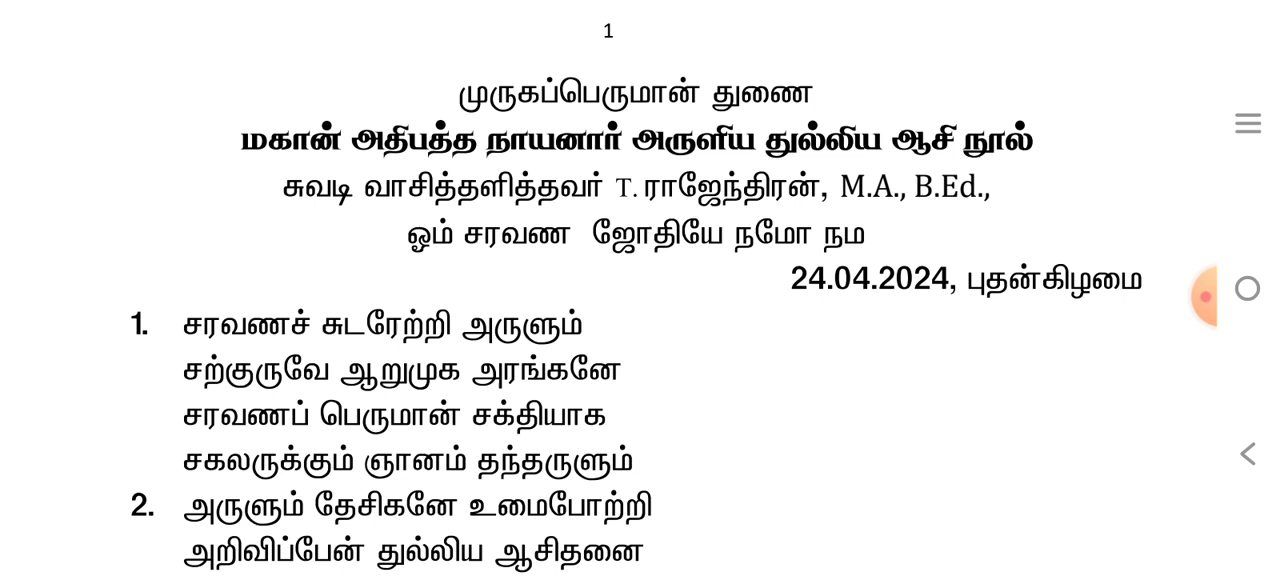 1
முருகப்பெருமான் துணை
மகான் அதிபத்த நாயனார் அருளிய துல்லிய ஆசி நூல்
சுவடி வாசித்தளித்தவர் T. ராஜேந்திரன், M.A., B.Ed.,
ஓம் சரவண ஜோதியே நமோ நம
24.04.2024, புதன்கிழமை
1. சரவணச் சுடரேற்றி அருளும்
சற்குருவே ஆறுமுக அரங்கனே
சரவணப் பெருமான் சக்தியாக
சகலருக்கும் ஞானம் தந்தருளும்
2. அருளும் தேசிகனே உமைபோற்றி
அறிவிப்பேன் துல்லிய ஆசிதனை